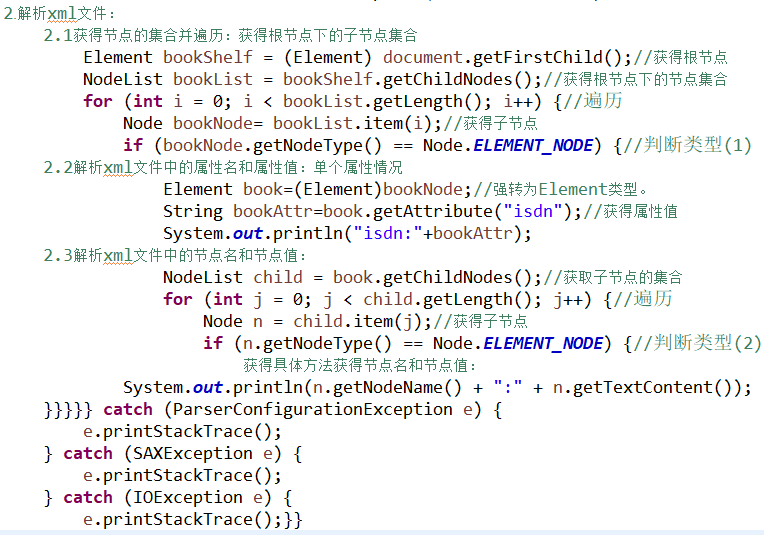 2.解析xml文件：
2.1获得节点的集合并遍历：获得根节点下的子节点集合
Element bookShelf = (Element) document.getFirstChild();//获得根节点
NodeList bookList = bookShelf.getChildNodes();//获得根节点下的节点集合
for (int i = 0; i < bookList.getLength(); i++) {//遍历
Node bookNode= bookList.item(i);//获得子节点
if (bookNode.getNodeType() == Node.ELEMENT_NODE) {//判断类型(1)
2.2解析xml文件中的属性名和属性值：单个属性情况
Element book=(Element)bookNode;//强转为Element类型。
String bookAttr=book.getAttribute("isdn");//获得属性值
System.out.println("isdn:"+bookAttr);
2.3解析xml文件中的节点名和节点值：
NodeList child = book.getChildNodes();//获取子节点的集合
for (int j = 0; j < child.getLength(); j++) {//遍历
Node n = child.item(j);//获得子节点
if (n.getNodeType() == Node.ELEMENT_NODE) {//判断类型(2)
获得具体方法获得节点名和节点值：
System.out.println(n.getNodeName() + ":" + n.getTextContent());
}}}}} catch (ParserConfigurationException e) {
e.printStackTrace();
} catch (SAXException e) {
e.printStackTrace();
} catch (IOException e) {
e.printStackTrace();}}